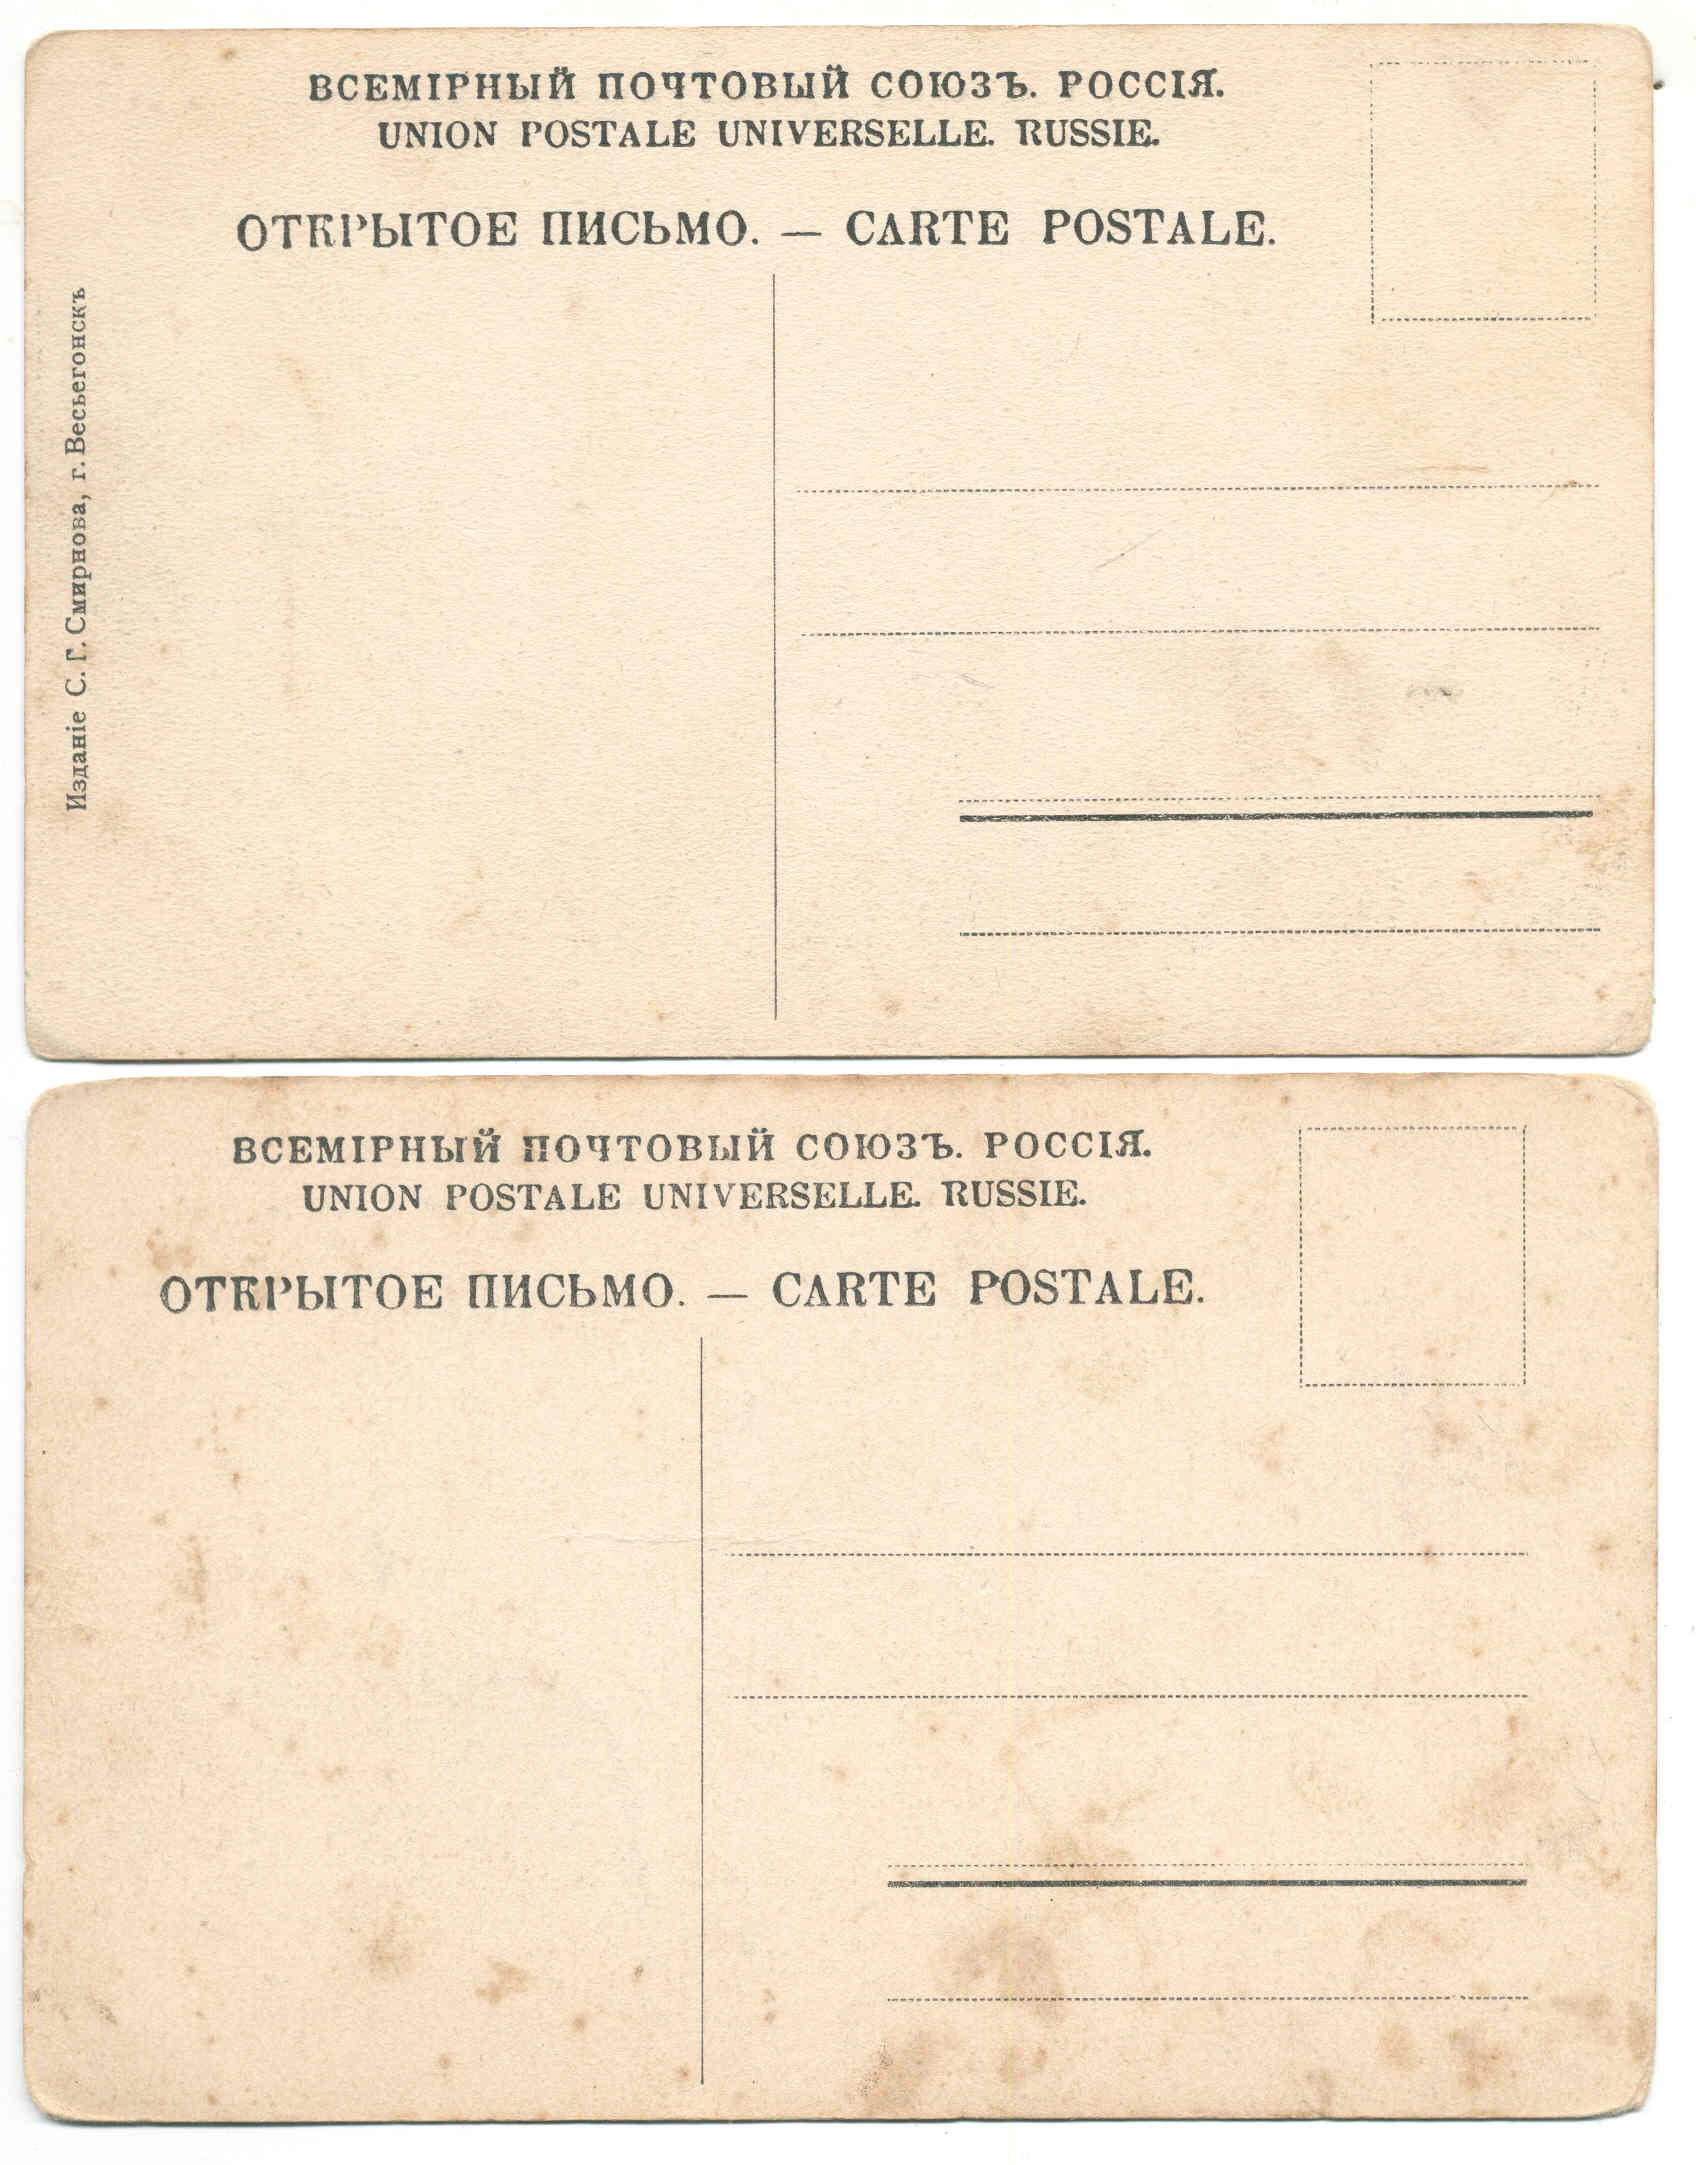 ВСЕМІРНЫЙ ПОЧТОВЫЙ СОЮЗЪ. РОССІЯ.
UNION POSTALE UNIVERSELLE. RUSSIE.
ОТКРЫТОЕ ПИСЬМО. — CARTE POSTALE.
Изданіе С. Г. Смирнова, г. Весьегонскъ
ВСЕМІРНЫЙ ПОЧТОВЫЙ СОЮЗЪ. РОССІЯ.
UNION POSTALE UNIVERSELLE. RUSSIE.
ОТКРЫТОЕ ПИСЬМО. — CARTE POSTALE.